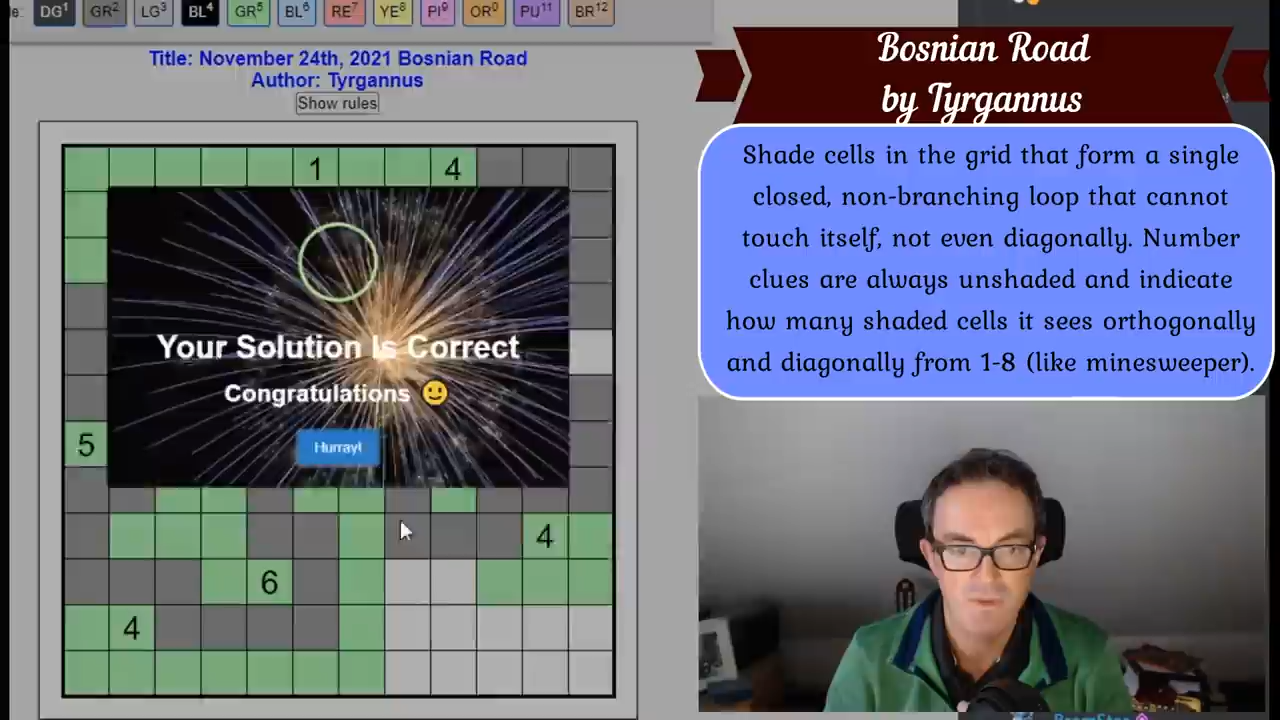 DG1 GR2 LG3 BL4 GR5 BL6 RE7 YE8 PI9 OR0 PU11 BR12
Title: November 24th, 2021 Bosnian Road
Author: Tyrgannus
Show rules
1 4
Your Solution Is Correct
Congratulations
Hurray!
5
4
6
4
Bosnian Road
by Tyrgannus
Shade cells in the grid that form a single
closed, non-branching loop that cannot
touch itself, not even diagonally. Number
clues are always unshaded and indicate
how many shaded cells it sees orthogonally
and diagonally from 1-8 (like minesweeper).